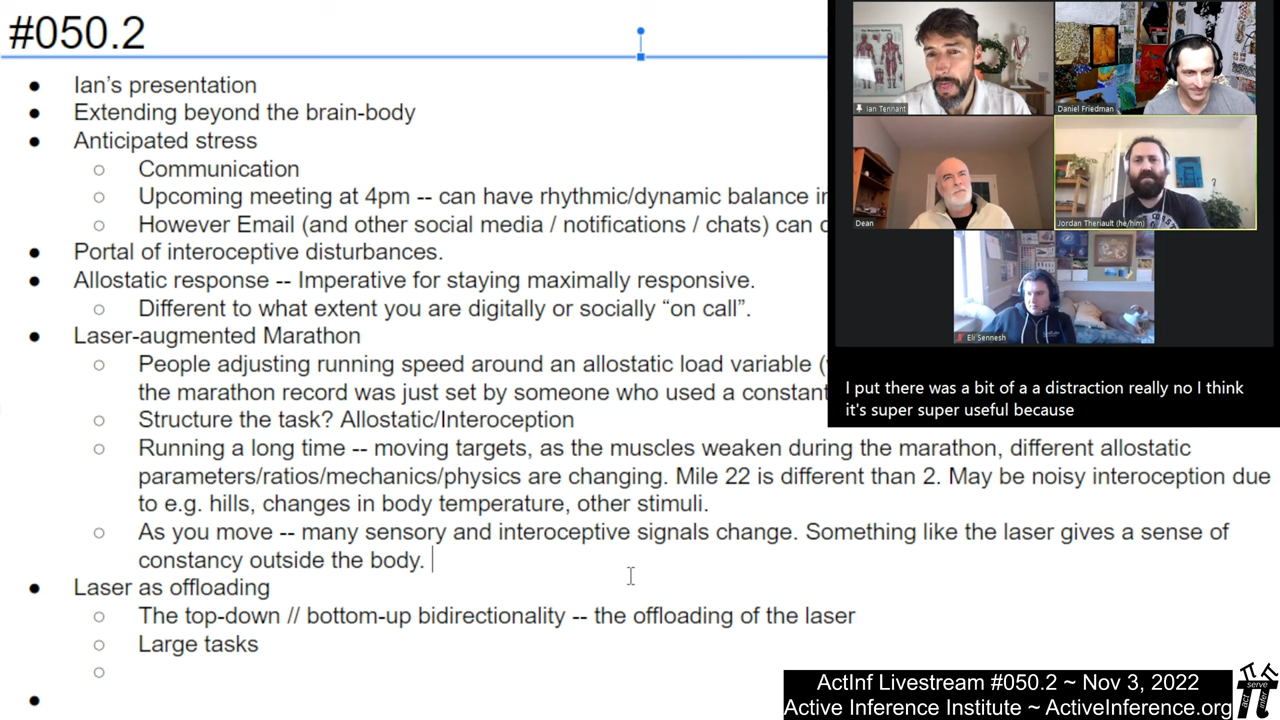 #050.2
● Ian's presentation
● Extending beyond the brain-body
● Anticipated stress
○ Communication
○ Upcoming meeting at 4pm -- can have rhythmic/dynamic balance in
○ However Email (and other social media / notifications / chats) can
● Portal of interoceptive disturbances.
● Allostatic response -- Imperative for staying maximally responsive.
○ Different to what extent you are digitally or socially “on call”.
● Laser-augmented Marathon
○ People adjusting running speed around an allostatic load variable
the marathon record was just set by someone who used a constant
○ Structure the task? Allostatic/Interoception
○ Running a long time -- moving targets, as the muscles weaken during the marathon, different allostatic
parameters/ratios/mechanics/physics are changing. Mile 22 is different than 2. May be noisy interoception due
to e.g. hills, changes in body temperature, other stimuli.
○ As you move -- many sensory and interoceptive signals change. Something like the laser gives a sense of
constancy outside the body.
● Laser as offloading
○ The top-down // bottom-up bidirectionality -- the offloading of the laser
○ Large tasks
○
●
Ian Tennant
Daniel Friedman
Dean
Jordan Theriault (he/him)
Eli Sennesh
I put there was a bit of a a distraction really no I think
it's super super useful because
ActInf Livestream #050.2 ~ Nov 3, 2022
Active Inference Institute ~ ActiveInference.org
act
serve
infer